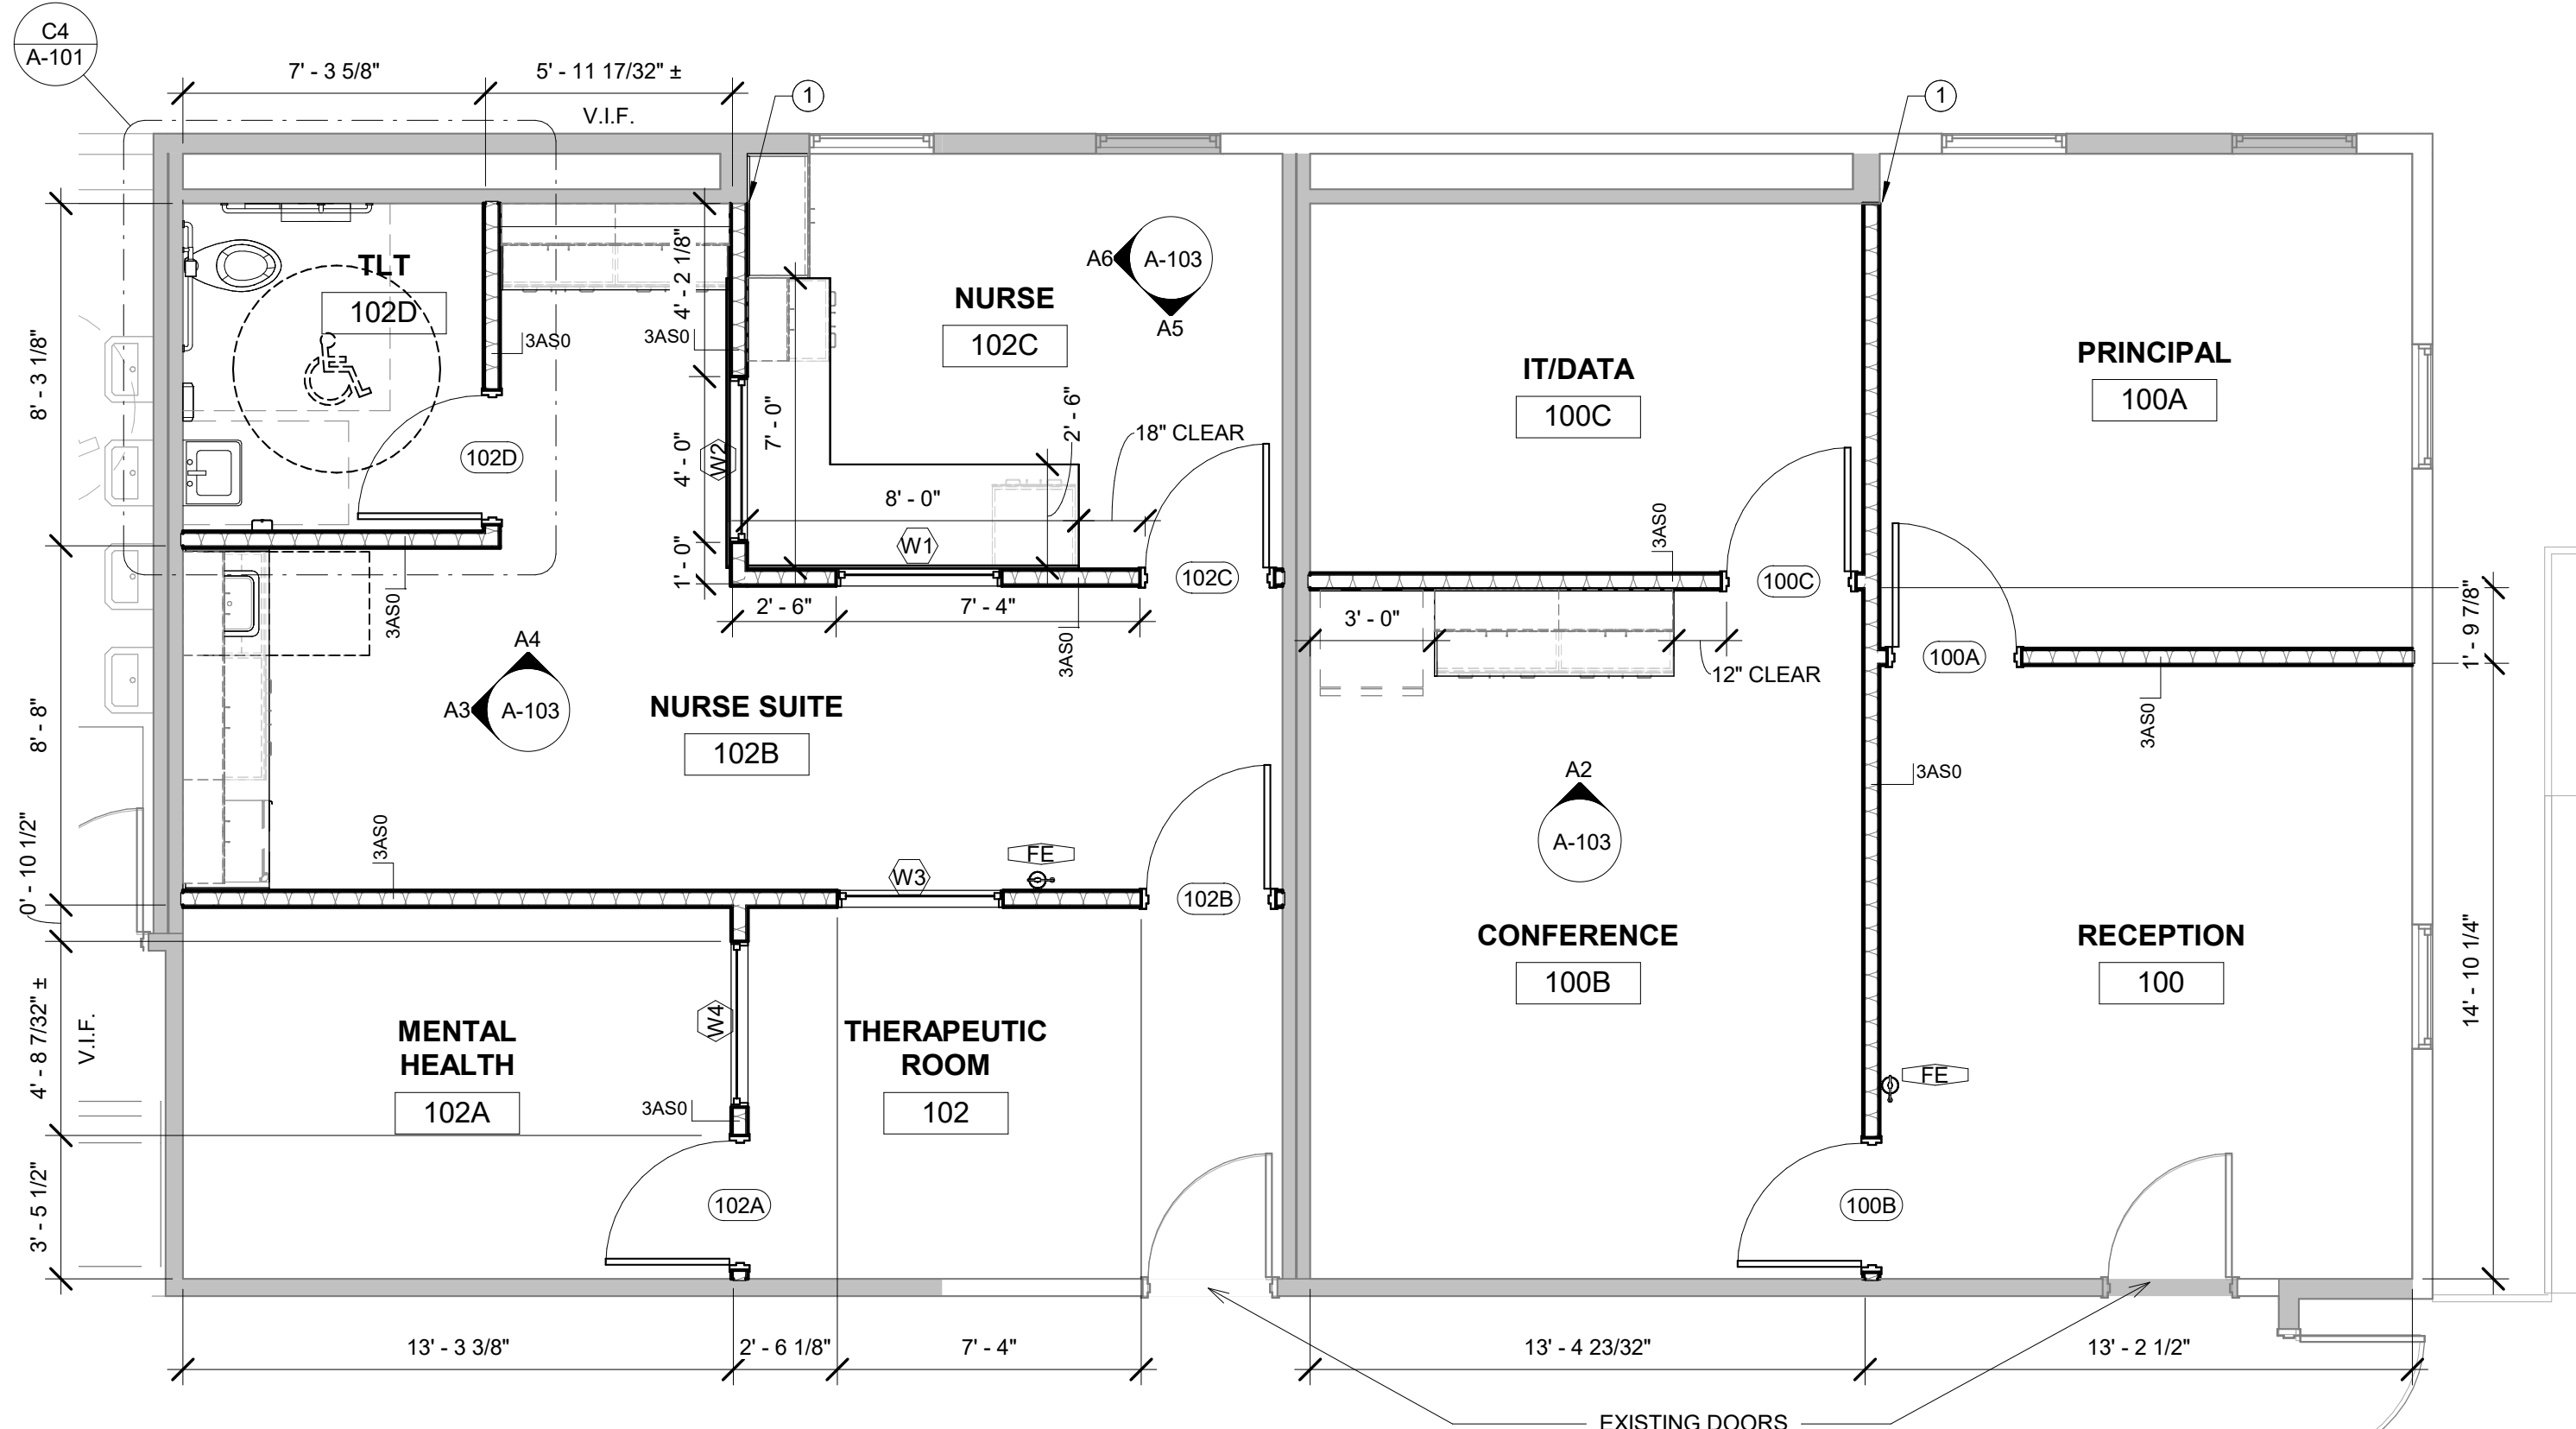 C4
A-101
7' - 3 5/8"
5' - 11 17/32" ±
V.I.F.
1
1
8' - 3 1/8"
TLT
102D
3AS0
3AS0
4' - 2 1/8"
NURSE
102C
A6
A-103
A5
IT/DATA
100C
PRINCIPAL
100A
102D
W2
4' - 0"
7' - 0"
2' - 6"
18" CLEAR
8' - 0"
W1
1' - 0"
102C
3AS0
100C
2' - 6"
7' - 4"
3AS0
3AS0
3' - 0"
12" CLEAR
100A
3AS0
1' - 9 7/8"
A4
A3
A-103
NURSE SUITE
102B
8' - 8"
3AS0
A2
A-103
3AS0
0' - 10 1/2"
W3
FE
102B
CONFERENCE
100B
RECEPTION
100
14' - 10 1/4"
4' - 8 7/32" ±
V.I.F.
MENTAL
HEALTH
102A
W4
THERAPEUTIC
ROOM
102
3AS0
FE
3' - 5 1/2"
102A
100B
13' - 3 3/8"
2' - 6 1/8"
7' - 4"
13' - 4 23/32"
13' - 2 1/2"
EXISTING DOORS